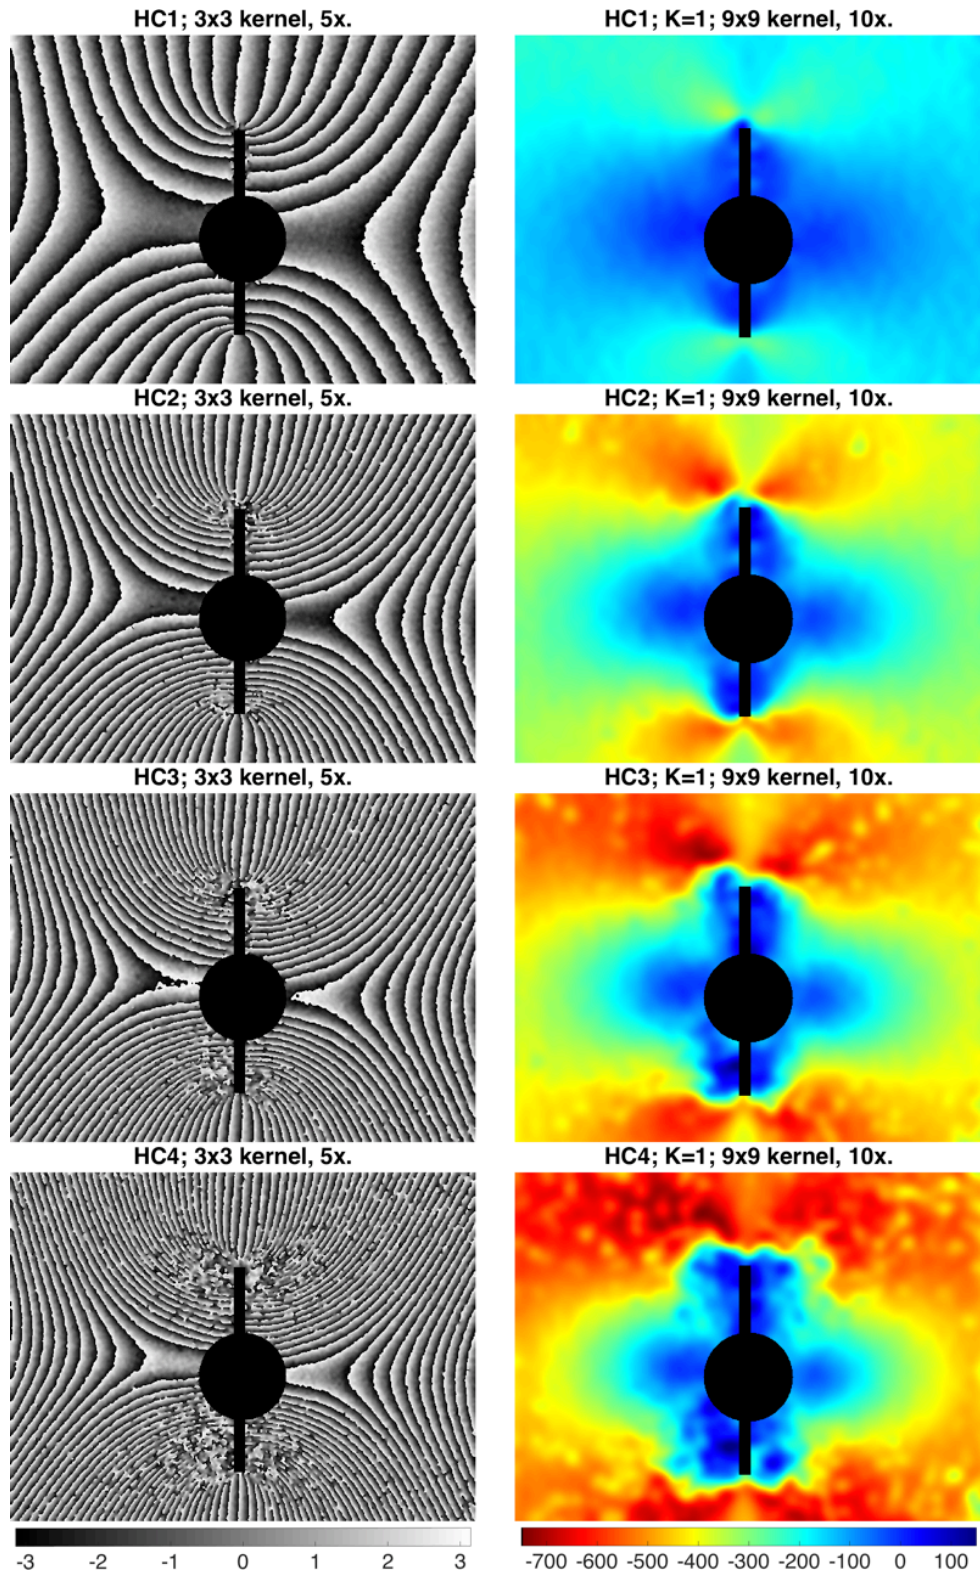 HC1; 3x3 kernel, 5x.
HC1; K=1; 9x9 kernel, 10x.
HC2; 3x3 kernel, 5x.
HC2; K=1; 9x9 kernel, 10x.
HC3; 3x3 kernel, 5x.
HC3; K=1; 9x9 kernel, 10x.
HC4; 3x3 kernel, 5x.
HC4; K=1; 9x9 kernel, 10x.
-3 -2 -1 0 1 2 3
-700 -600 -500 -400 -300 -200 -100 0 100